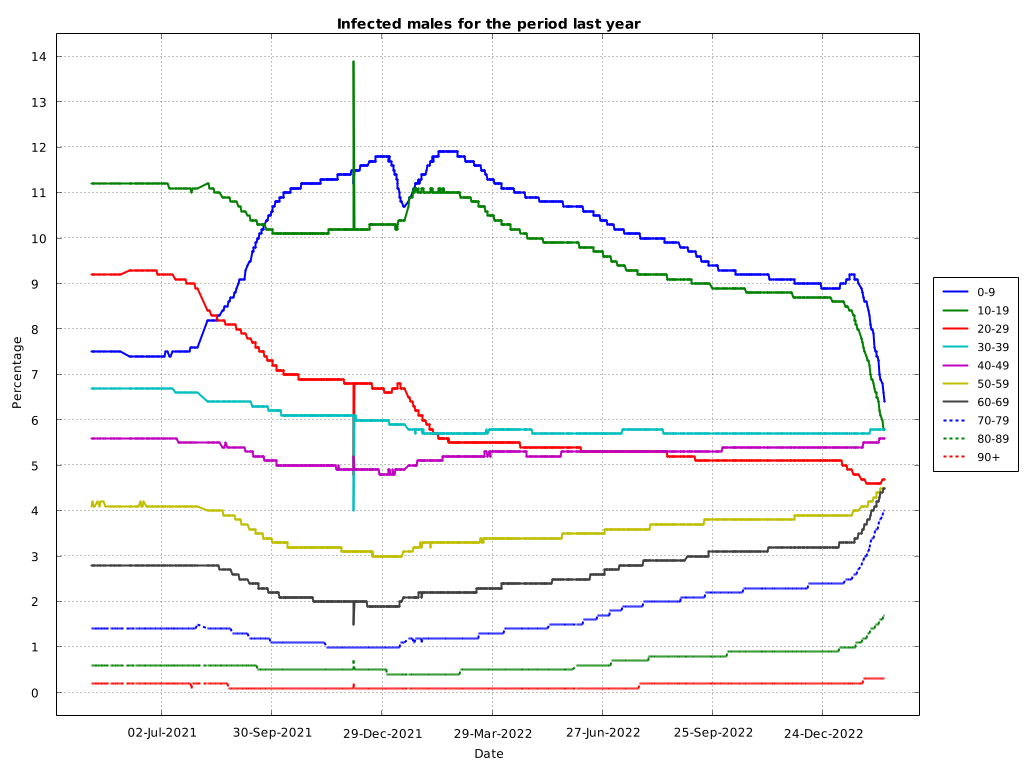 Infected males for the period last year
14
13
12
11
10
9
8
7
6
5
4
3
2
1
0
Percentage
02-Jul-2021
30-Sep-2021
29-Dec-2021
29-Mar-2022
27-Jun-2022
25-Sep-2022
24-Dec-2022
Date
0-9
10-19
20-29
30-39
40-49
50-59
60-69
70-79
80-89
90+